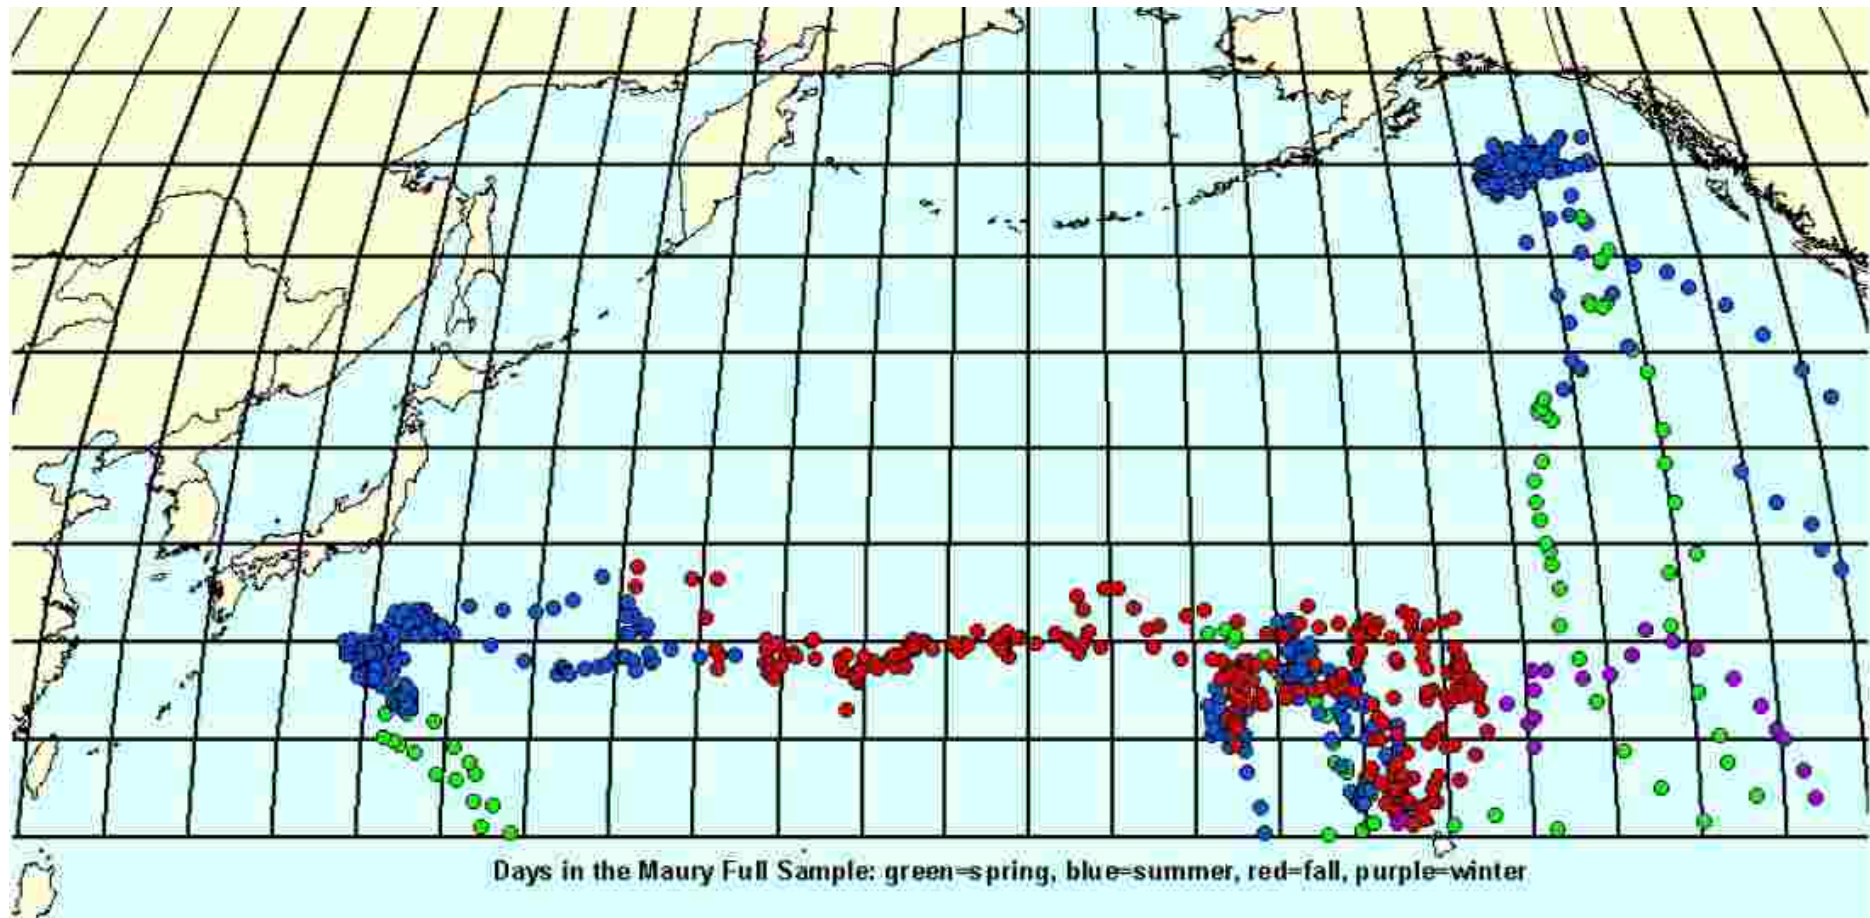 Days in the Maury Full Sample: green=spring, blue=summer, red=fall, purple=winter